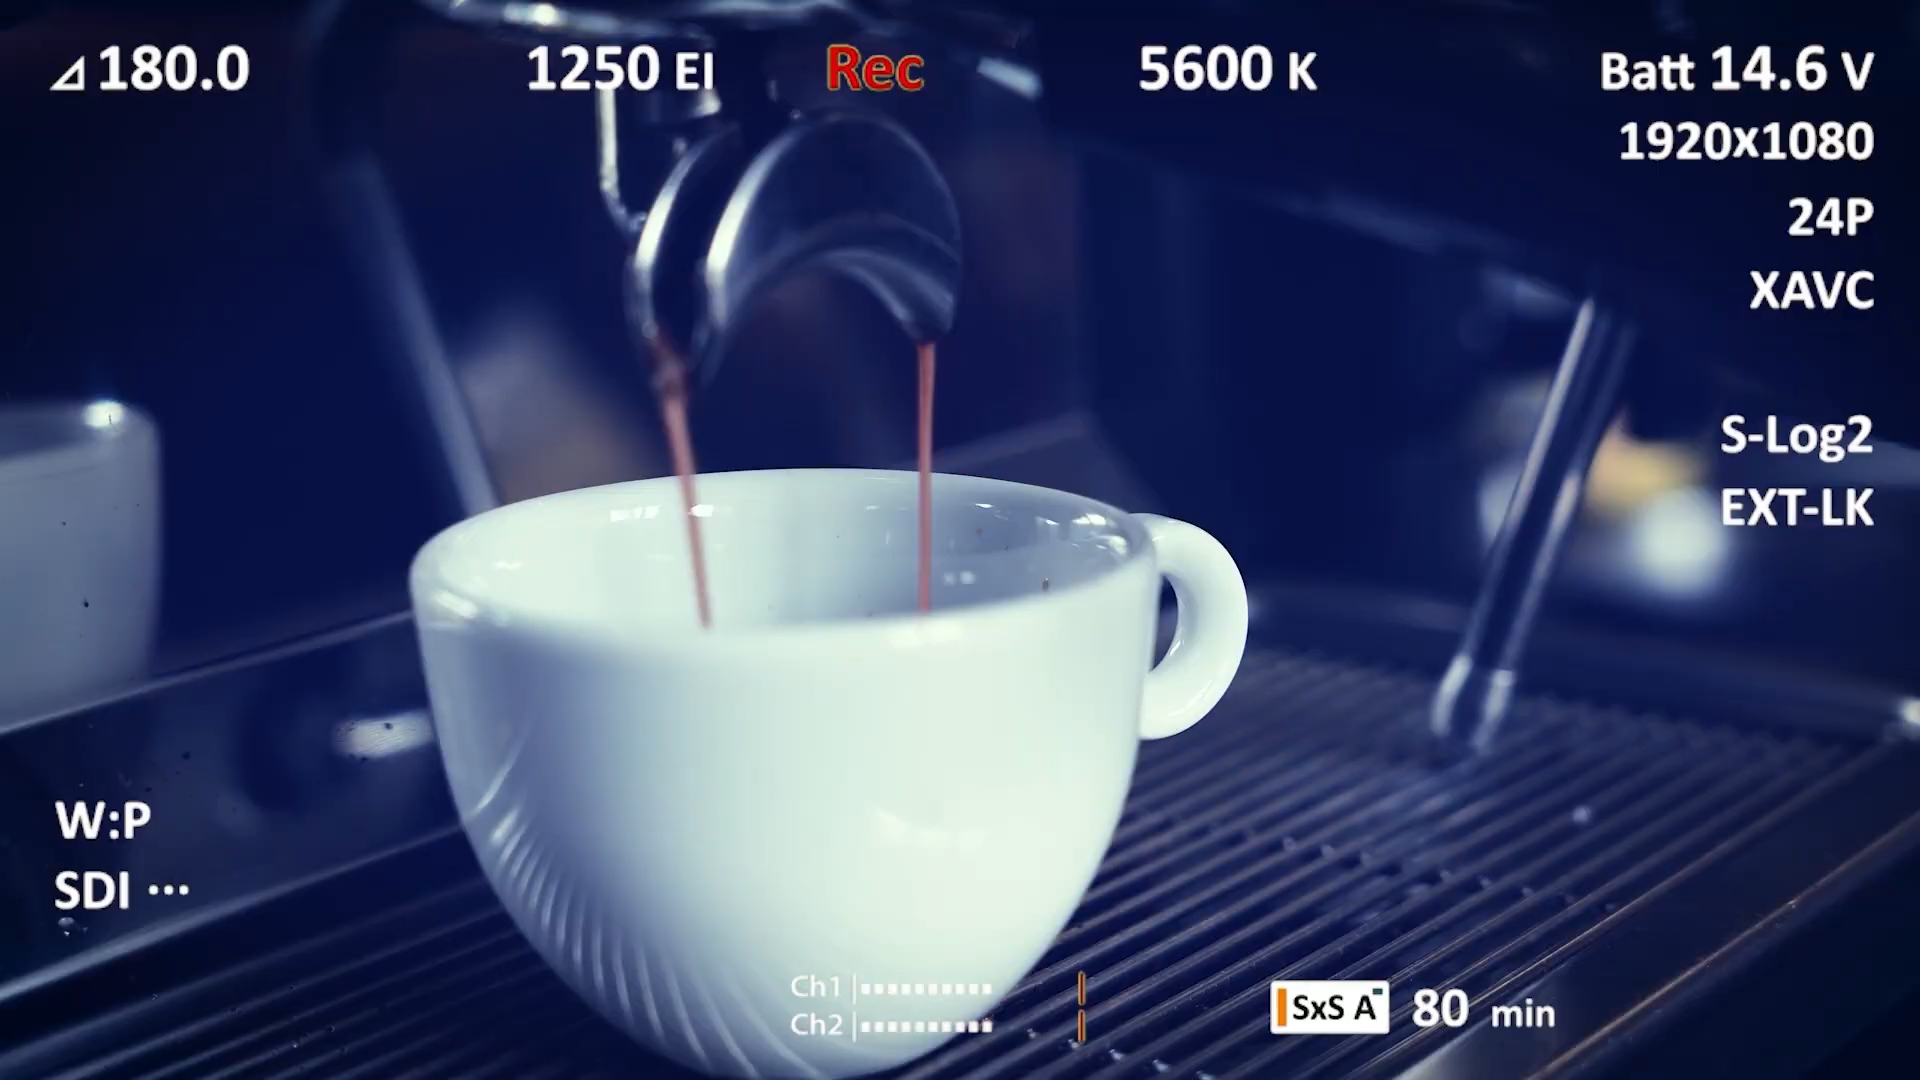 ⊿180.0 1250 EI Rec 5600 K Batt 14.6 V
1920x1080
24P
XAVC
S-Log2
EXT-LK
W:P
SDI ···
Ch1
Ch2
SxS A 80 min